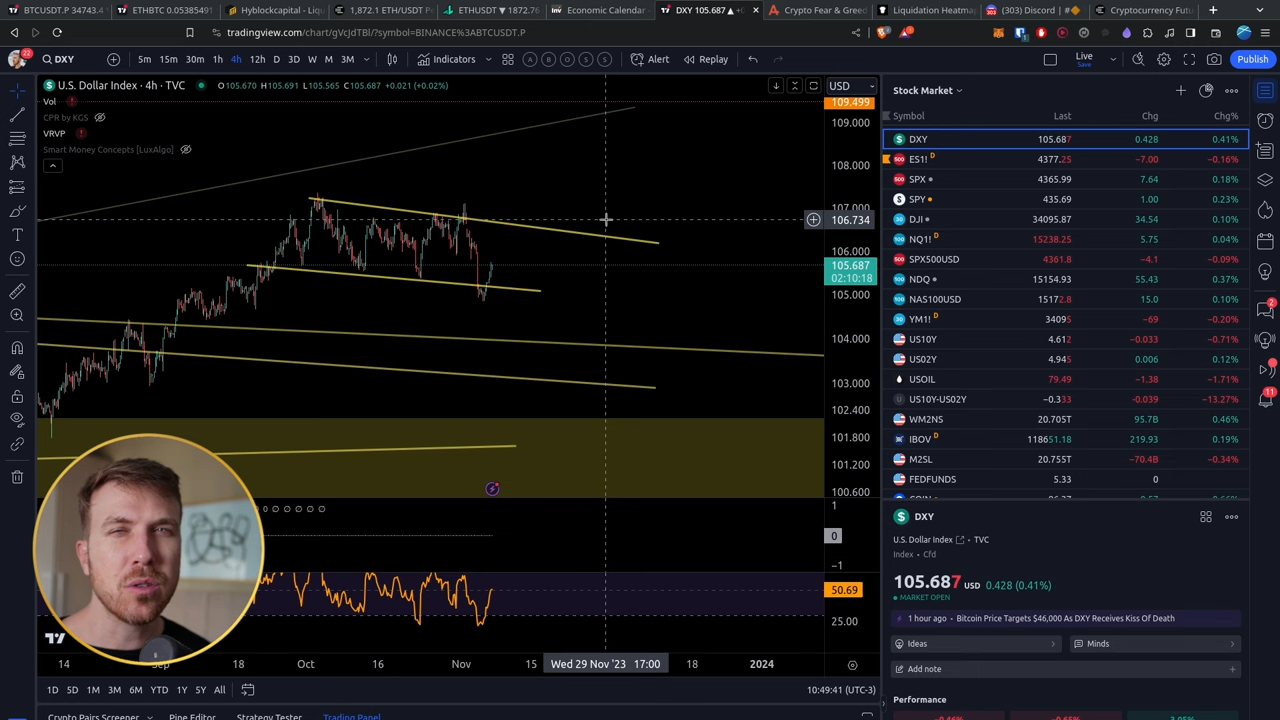 BTCUSDT.P 34743.4
ETHBTC 0.05385491
Hyblockcapital - Liq
1,872.1 ETH/USDT P
ETHUSDT ▼ 1872.76
Economic Calendar
DXY 105.687 ▲ +0
Crypto Fear & Greed
Liquidation Heatmap
(303) Discord | #
Cryptocurrency Futu
tradingview.com/chart/gVcJdTBl/?symbol=BINANCE%3ABTCUSDT.P
22
DXY
5m 15m 30m 1h 4h 12h D 3D W M 3M
Indicators
A B O S S
Alert
Replay
Live
Save
Publish
U.S. Dollar Index · 4h · TVC
O105.670 H105.691 L105.565 C105.687 +0.021 (+0.02%)
USD
Vol
CPR by KGS
VRVP
Smart Money Concepts [LuxAlgo]
109.499
109.000
108.000
107.000
106.734
106.000
105.687
02:10:18
105.000
104.000
103.000
102.400
101.800
101.200
100.600
1
0
−1
50.69
25.00
14
Sep
18
Oct
16
Nov
15
Wed 29 Nov '23 17:00
18
2024
1D 5D 1M 3M 6M YTD 1Y 5Y All
10:49:41 (UTC-3)
Crypto Pairs Screener
Pine Editor
Strategy Tester
Trading Panel
Stock Market
Symbol Last Chg Chg%
DXY 105.687 0.428 0.41%
ES1! D 4377.25 −7.00 −0.16%
SPX 4365.99 7.64 0.18%
SPY 435.69 1.00 0.23%
DJI 34095.87 34.54 0.10%
NQ1! D 15238.25 5.75 0.04%
SPX500USD 4361.8 −4.1 −0.09%
NDQ 15154.93 55.43 0.37%
NAS100USD 15172.8 15.0 0.10%
YM1! D 34095 −69 −0.20%
US10Y 4.612 −0.033 −0.71%
US02Y 4.945 0.006 0.12%
USOIL 79.49 −1.38 −1.71%
US10Y-US02Y −0.333 −0.039 −13.27%
WM2NS 20.705T 95.7B 0.46%
IBOV D 118651.18 219.93 0.19%
M2SL 20.755T −70.4B −0.34%
FEDFUNDS 5.33 0
DXY
U.S. Dollar Index · TVC
Index · Cfd
105.687 USD 0.428 (0.41%)
MARKET OPEN
1 hour ago · Bitcoin Price Targets $46,000 As DXY Receives Kiss Of Death
Ideas
Minds
Add note
Performance
2
11